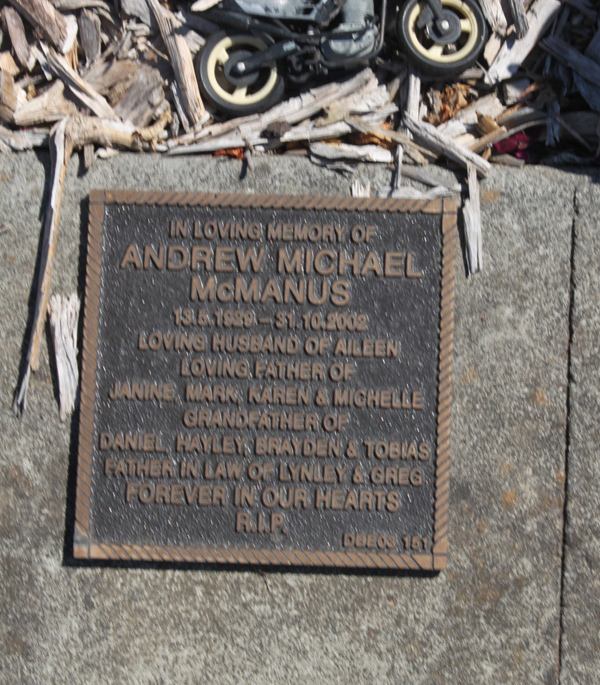 IN LOVING MEMORY OF
ANDREW MICHAEL
McMANUS
13.5.1929 – 31.10.2002
LOVING HUSBAND OF AILEEN
LOVING FATHER OF
JANINE, MARK, KAREN & MICHELLE
GRANDFATHER OF
DANIEL, HAYLEY, BRAYDEN & TOBIAS
FATHER IN LAW OF LYNLEY & GREG
FOREVER IN OUR HEARTS
R.I.P.
DBE03 151